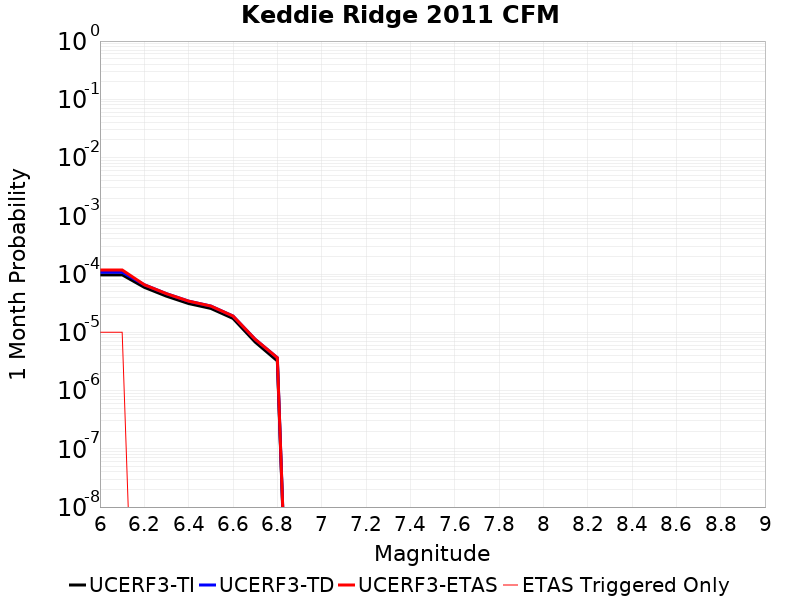 Keddie Ridge 2011 CFM
1 Month Probability
10^0
10^-1
10^-2
10^-3
10^-4
10^-5
10^-6
10^-7
10^-8
6 6.2 6.4 6.6 6.8 7 7.2 7.4 7.6 7.8 8 8.2 8.4 8.6 8.8 9
Magnitude
UCERF3-TI UCERF3-TD UCERF3-ETAS ETAS Triggered Only